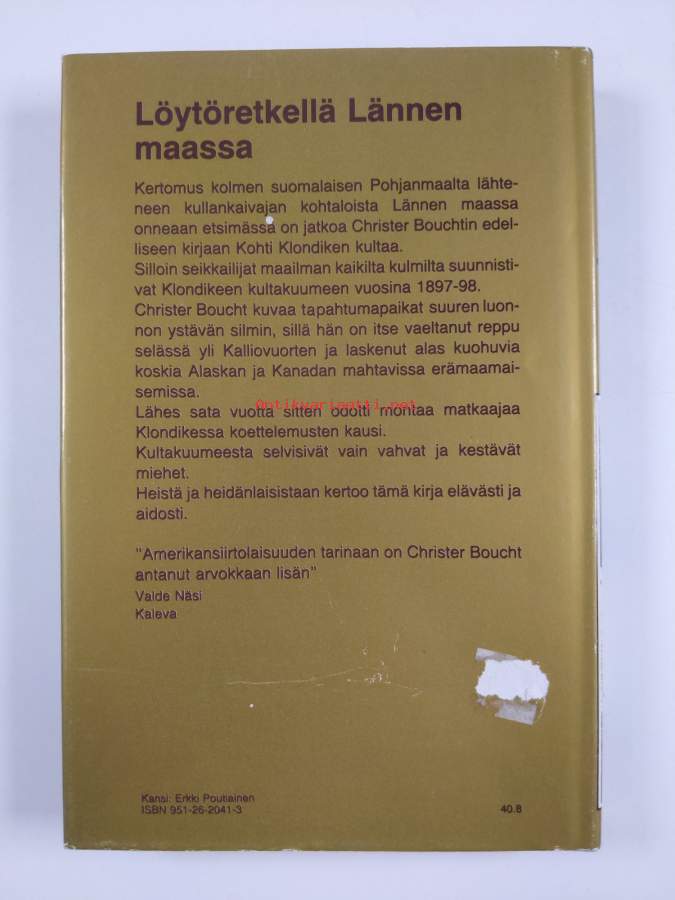 Löytöretkellä Lännen
maassa
Kertomus kolmen suomalaisen Pohjanmaalta lähte-
neen kullankaivajan kohtaloista Lännen maassa
onneaan etsimässä on jatkoa Christer Bouchtin edel-
liseen kirjaan Kohti Klondiken kultaa.
Silloin seikkailijat maailman kaikilta kulmilta suunnisti-
vat Klondikeen kultakuumeen vuosina 1897-98.
Christer Boucht kuvaa tapahtumapaikat suuren luon-
non ystävän silmin, sillä hän on itse vaeltanut reppu
selässä yli Kalliovuorten ja laskenut alas kuohuvia
koskia Alaskan ja Kanadan mahtavissa erämaamai-
semissa.
Antikvariaatti.net
Lähes sata vuotta sitten odotti montaa matkaajaa
Klondikessa koettelemusten kausi.
Kultakuumeesta selvisivät vain vahvat ja kestävät
miehet.
Heistä ja heidänlaisistaan kertoo tämä kirja elävästi ja
aidosti.
"Amerikansiirtolaisuuden tarinaan on Christer Boucht
antanut arvokkaan lisän"
Valde Näsi
Kaleva
Kansi: Erkki Poutiainen
ISBN 951-26-2041-3
40.8